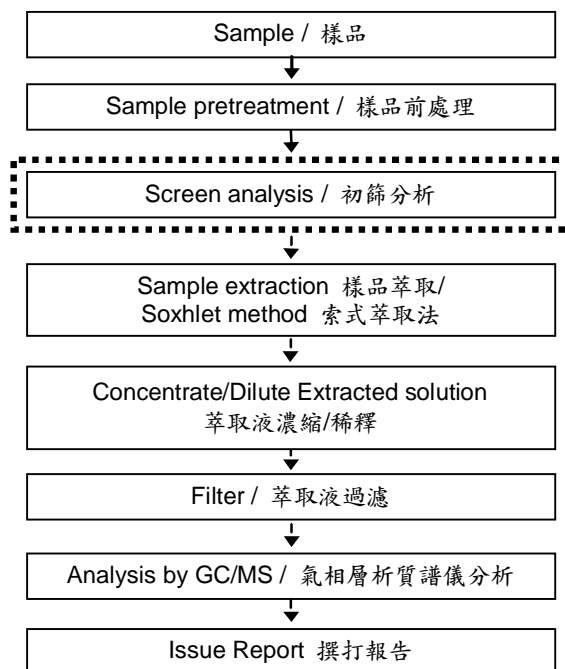 Sample / 樣品
Sample pretreatment / 樣品前處理
Screen analysis / 初篩分析
Sample extraction 樣品萃取/
Soxhlet method 索式萃取法
Concentrate/Dilute Extracted solution
萃取液濃縮/稀釋
Filter / 萃取液過濾
Analysis by GC/MS / 氣相層析質譜儀分析
Issue Report 撰打報告